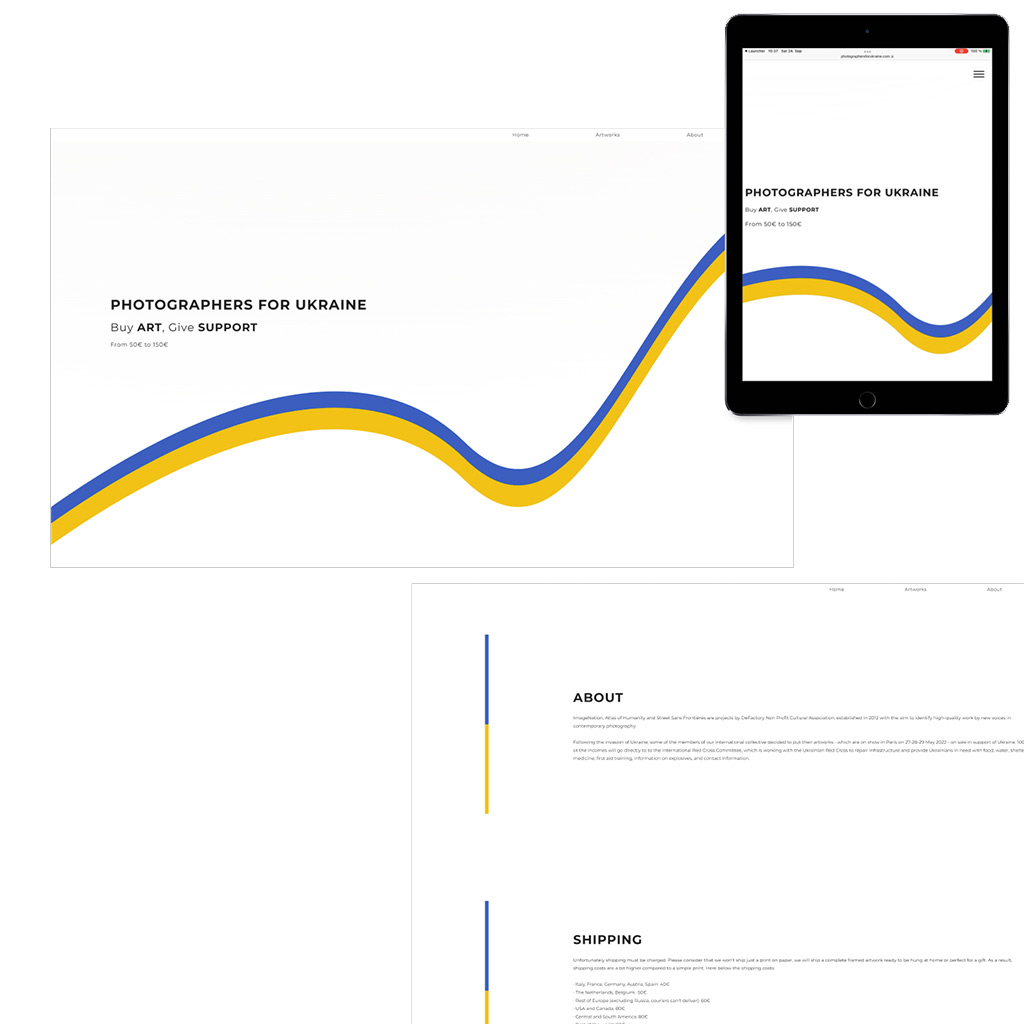 Launcher 15:37 Sat 24. Sep
100 %
photographersforukraine.com
Home Artworks About
PHOTOGRAPHERS FOR UKRAINE
Buy ART, Give SUPPORT
From 50€ to 150€
PHOTOGRAPHERS FOR UKRAINE
Buy ART, Give SUPPORT
From 50€ to 150€
Home Artworks About
ABOUT
ImageNation, Atlas of Humanity and Street Sans Frontières are projects by DeFactory Non Profit Cultural Association, established in 2012 with the aim to identify high-quality work by new voices in
contemporary photography.
Following the invasion of Ukraine, some of the members of our international collective decided to put their artworks - which are on show in Paris on 27-28-29 May 2022 - on sale in support of Ukraine.
of the incomes will go directly to to the International Red Cross Committee, which is working with the Ukrainian Red Cross to repair infrastructure and provide Ukrainians in need with food, water,
medicine, first aid training, information on explosives, and contact information.
SHIPPING
Unfortunately shipping must be charged. Please consider that we won't ship just a print on paper, we will ship a complete framed artwork ready to be hung at home or perfect for a gift. As a result,
shipping costs are a bit higher compared to a simple print. Here below the shipping costs:
-Italy, France, Germany, Austria, Spain: 40€
-The Netherlands, Belgium: 50€
-Rest of Europe (excluding Russia, couriers can't deliver): 60€
-USA and Canada: 80€
-Central and South America: 80€